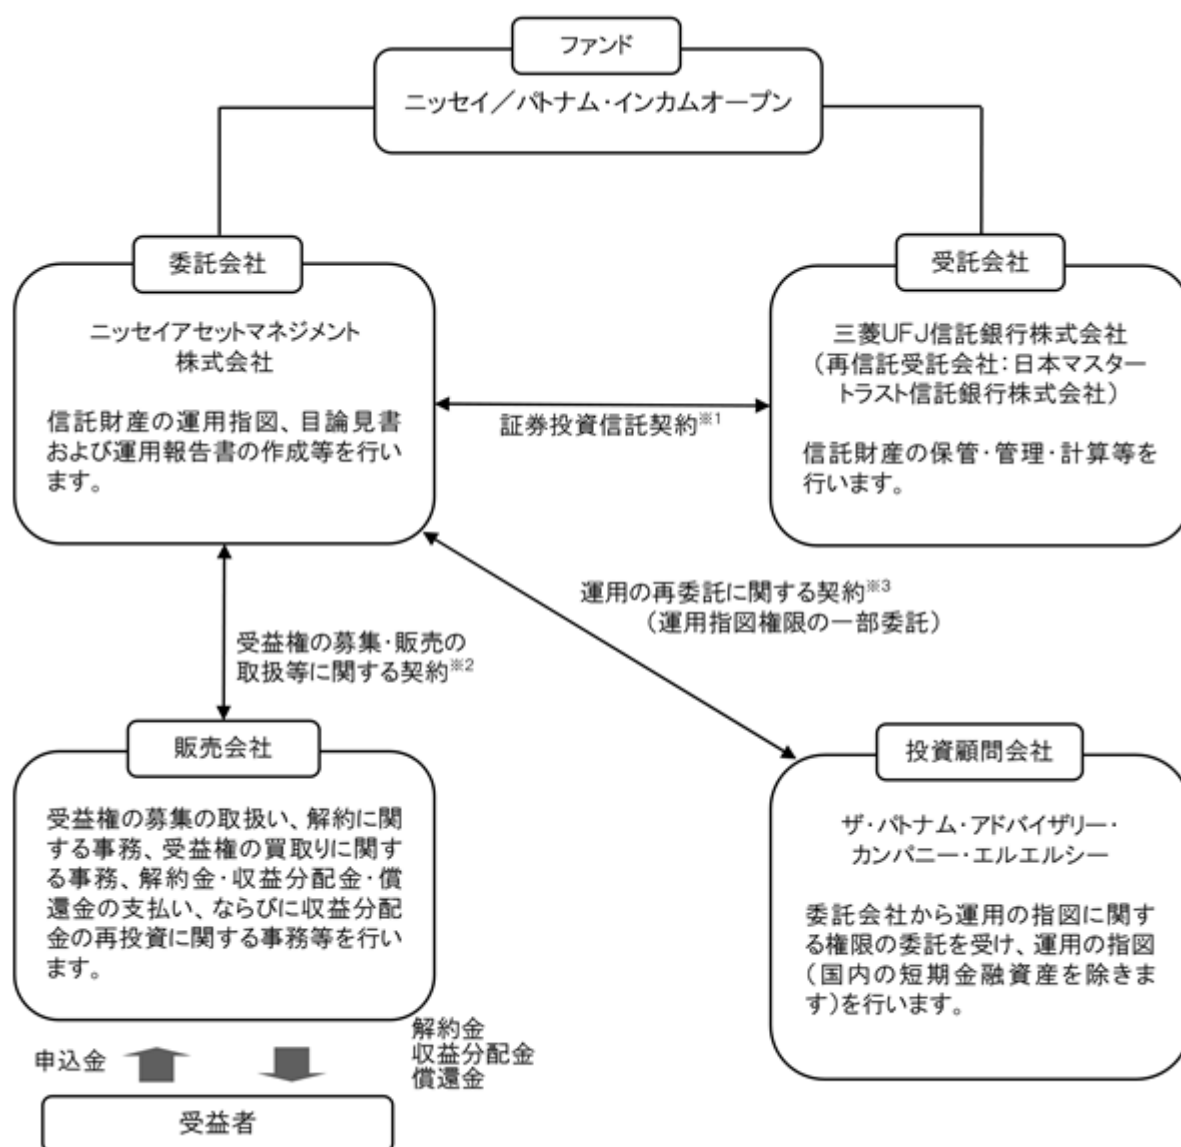 ファンド
ニッセイ／パトナム・インカムオープン
委託会社
ニッセイアセットマネジメント
株式会社
信託財産の運用指図、目論見書
および運用報告書の作成等を行い
ます。
受託会社
三菱UFJ信託銀行株式会社
（再信託受託会社：日本マスター
トラスト信託銀行株式会社）
信託財産の保管・管理・計算等を
行います。
証券投資信託契約※1
運用の再委託に関する契約※3
（運用指図権限の一部委託）
受益権の募集・販売の
取扱等に関する契約※2
販売会社
受益権の募集の取扱い、解約に関
する事務、受益権の買取りに関す
る事務、解約金・収益分配金・償
還金の支払い、ならびに収益分配
金の再投資に関する事務等を行い
ます。
投資顧問会社
ザ・パトナム・アドバイザリー・
カンパニー・エルエルシー
委託会社から運用の指図に関す
る権限の委託を受け、運用の指図
（国内の短期金融資産を除きま
す）を行います。
申込金
解約金
収益分配金
償還金
受益者